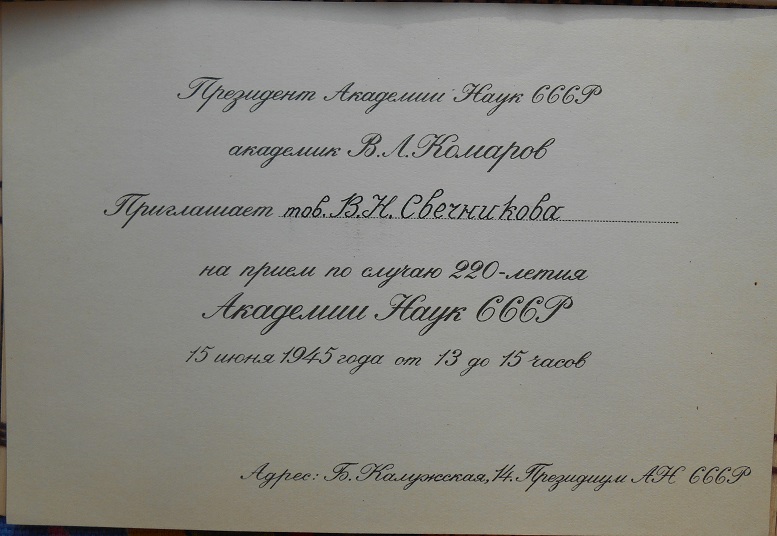 Президент Академии Наук СССР
академик В.Л.Комаров
Приглашает тов. В.Н.Свечникова
на прием по случаю 220-летия
Академии Наук СССР
15 июня 1945 года от 13 до 15 часов
Адрес: Б. Калужская, 14. Президиум АН СССР